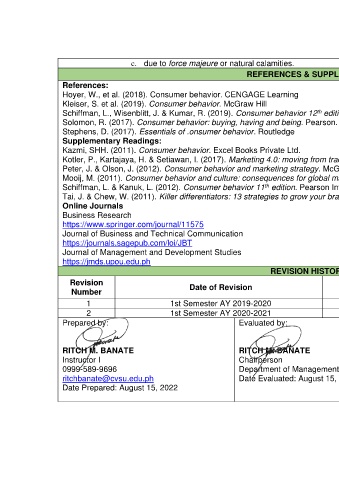 c. due to force majeure or natural calamities.
REFERENCES & SUPPL
References:
Hoyer, W., et al. (2018). Consumer behavior. CENGAGE Learning
Kleiser, S. et al. (2019). Consumer behavior. McGraw Hill
Schiffman, L., Wisenblitt, J. & Kumar, R. (2019). Consumer behavior 12th editi
Solomon, R. (2017). Consumer behavior: buying, having and being. Pearson.
Stephens, D. (2017). Essentials of .onsumer behavior. Routledge
Supplementary Readings:
Kazmi, SHH. (2011). Consumer behavior. Excel Books Private Ltd.
Kotler, P., Kartajaya, H. & Setiawan, I. (2017). Marketing 4.0: moving from tra
Peter, J. & Olson, J. (2012). Consumer behavior and marketing strategy. McG
Mooij, M. (2011). Consumer behavior and culture: consequences for global m
Schiffman, L. & Kanuk, L. (2012). Consumer behavior 11th edition. Pearson In
Tai, J. & Chew, W. (2011). Killer differentiators: 13 strategies to grow your bra
Online Journals
Business Research
https://www.springer.com/journal/11575
Journal of Business and Technical Communication
https://journals.sagepub.com/loi/JBT
Journal of Management and Development Studies
https://jmds.upou.edu.ph
REVISION HISTOR
Revision Number Date of Revision
1 1st Semester AY 2019-2020
2 1st Semester AY 2020-2021
Prepared by: Evaluated by:
RITCH M. BANATE RITCH M. BANATE
Instructor I Chairperson
0999-589-9696 Department of Management
ritchbanate@cvsu.edu.ph Date Evaluated: August 15,
Date Prepared: August 15, 2022